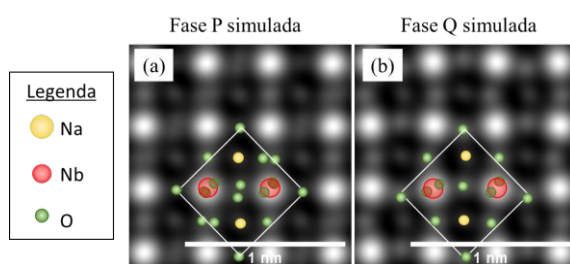 Fase P simulada
Fase Q simulada
(a)
(b)
Legenda
Na
Nb
O
1 nm
1 nm